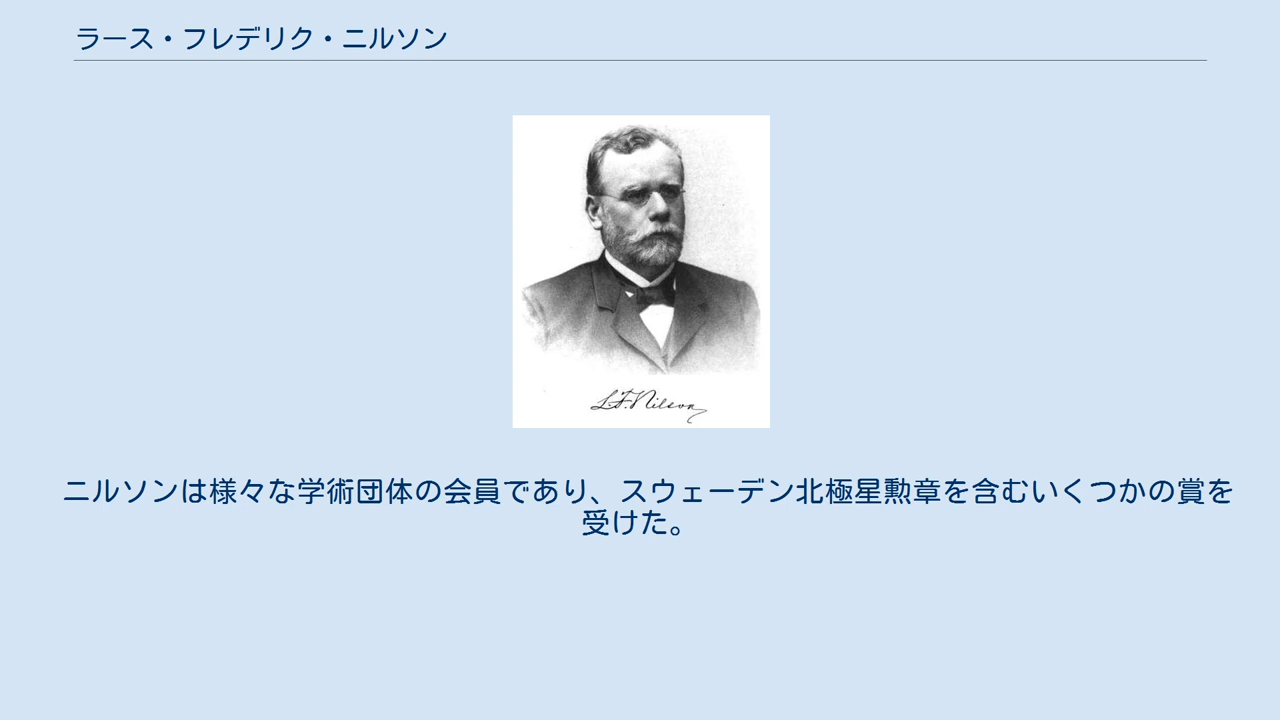 ラース・フレデリク・ニルソン
L.F.Nilson
ニルソンは様々な学術団体の会員であり、スウェーデン北極星勲章を含むいくつかの賞を
受けた。